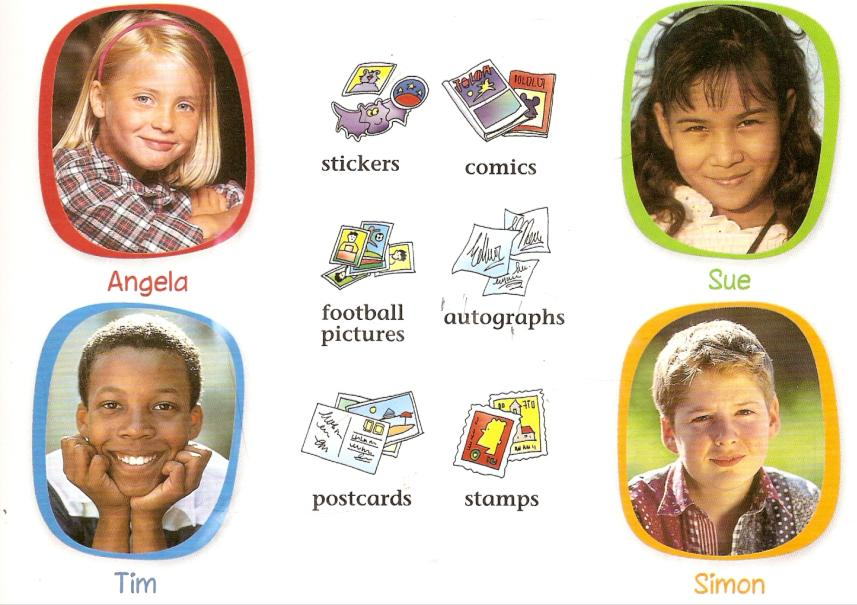 stickers
comics
Angela
Sue
football
pictures
autographs
postcards
stamps
Tim
Simon